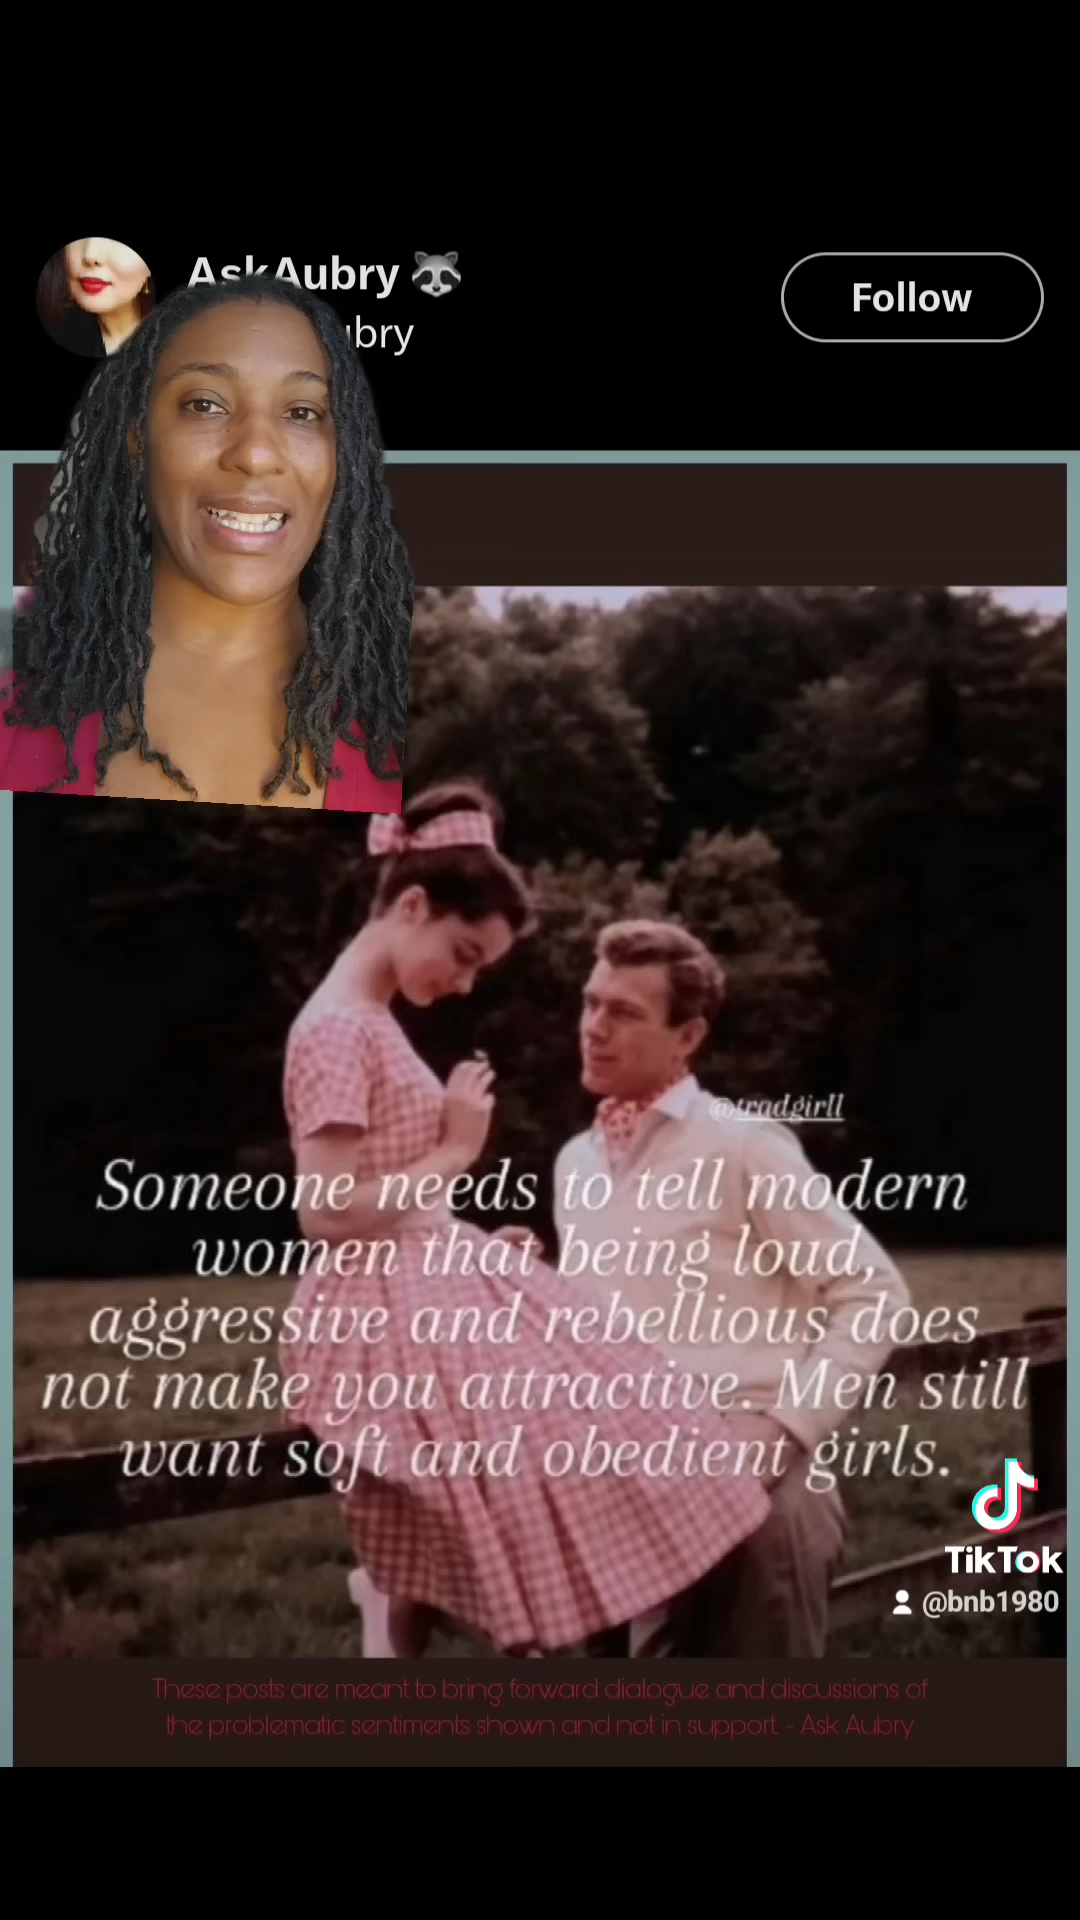 AskAubry 🦝
ubry
Follow
@tradgirll
Someone needs to tell modern
women that being loud,
aggressive and rebellious does
not make you attractive. Men still
want soft and obedient girls.
TikTok
@bnb1980
These posts are meant to bring forward dialogue and discussions of
the problematic sentiments shown and not in support - Ask Aubry